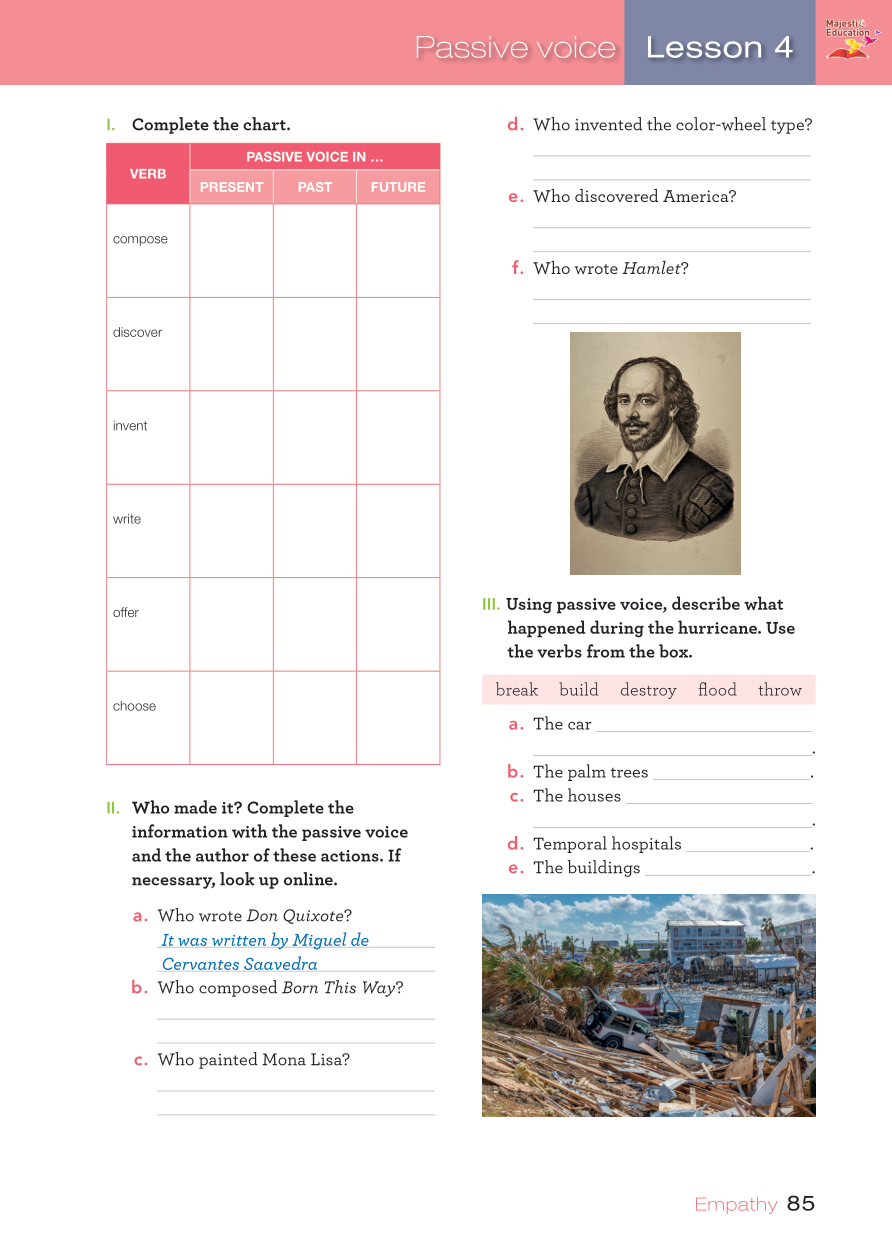 Passive voice Lesson 4
Majestic Education
I. Complete the chart.
VERB
PASSIVE VOICE IN ...
PRESENT PAST FUTURE
compose
discover
invent
write
offer
choose
II. Who made it? Complete the
information with the passive voice
and the author of these actions. If
necessary, look up online.
a. Who wrote Don Quixote?
It was written by Miguel de
Cervantes Saavedra
b. Who composed Born This Way?
c. Who painted Mona Lisa?
d. Who invented the color-wheel type?
e. Who discovered America?
f. Who wrote Hamlet?
III. Using passive voice, describe what
happened during the hurricane. Use
the verbs from the box.
break build destroy flood throw
a. The car
.
b. The palm trees .
c. The houses
.
d. Temporal hospitals .
e. The buildings .
Empathy 85